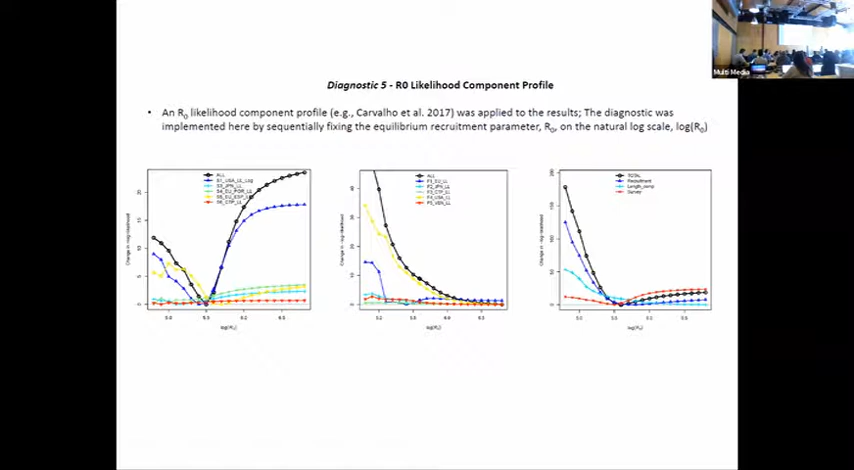 Multi Media
Diagnostic 5 - R0 Likelihood Component Profile
• An R0 likelihood component profile (e.g., Carvalho et al. 2017) was applied to the results; The diagnostic was
implemented here by sequentially fixing the equilibrium recruitment parameter, R0, on the natural log scale, log(R0)
ALL
S1_USA_LL_Log
S3_JPN_LL
S4_EU_POR_LL
S5_EU_ESP_LL
S6_CTP_LL
Change in -log-likelihood
log(R0)
ALL
F1_EU_LL
F2_JPN_LL
F3_CTP_LL
F4_USA_LL
F5_VEN_LL
Change in -log-likelihood
log(R0)
TOTAL
Recruitment
Length_comp
Survey
Change in -log-likelihood
log(R0)